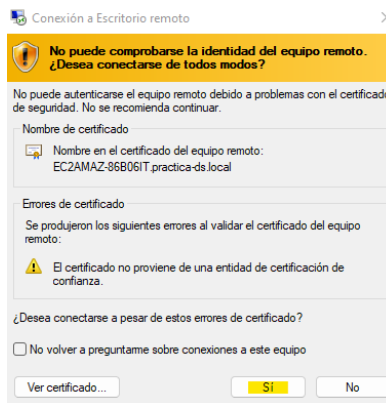 Conexión a Escritorio remoto
No puede comprobarse la identidad del equipo remoto.
¿Desea conectarse de todos modos?
No puede autenticarse el equipo remoto debido a problemas con el certificado
de seguridad. No se recomienda continuar.
Nombre de certificado
Nombre en el certificado del equipo remoto:
EC2AMAZ-86B06IT.practica-ds.local
Errores de certificado
Se produjeron los siguientes errores al validar el certificado del equipo
remoto:
El certificado no proviene de una entidad de certificación de
confianza.
¿Desea conectarse a pesar de estos errores de certificado?
No volver a preguntarme sobre conexiones a este equipo
Ver certificado... Sí No